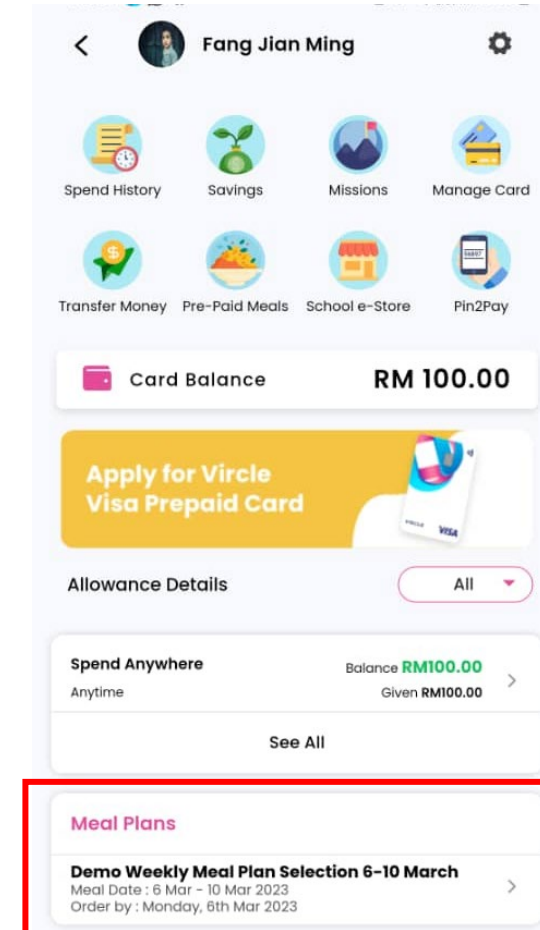 Fang Jian Ming
Spend History Savings Missions Manage Card
Transfer Money Pre-Paid Meals School e-Store Pin2Pay
Card Balance RM 100.00
Apply for Vircle
Visa Prepaid Card
VISA
Allowance Details All
Spend Anywhere Balance RM100.00
Anytime Given RM100.00
See All
Meal Plans
Demo Weekly Meal Plan Selection 6-10 March
Meal Date : 6 Mar - 10 Mar 2023
Order by : Monday, 6th Mar 2023